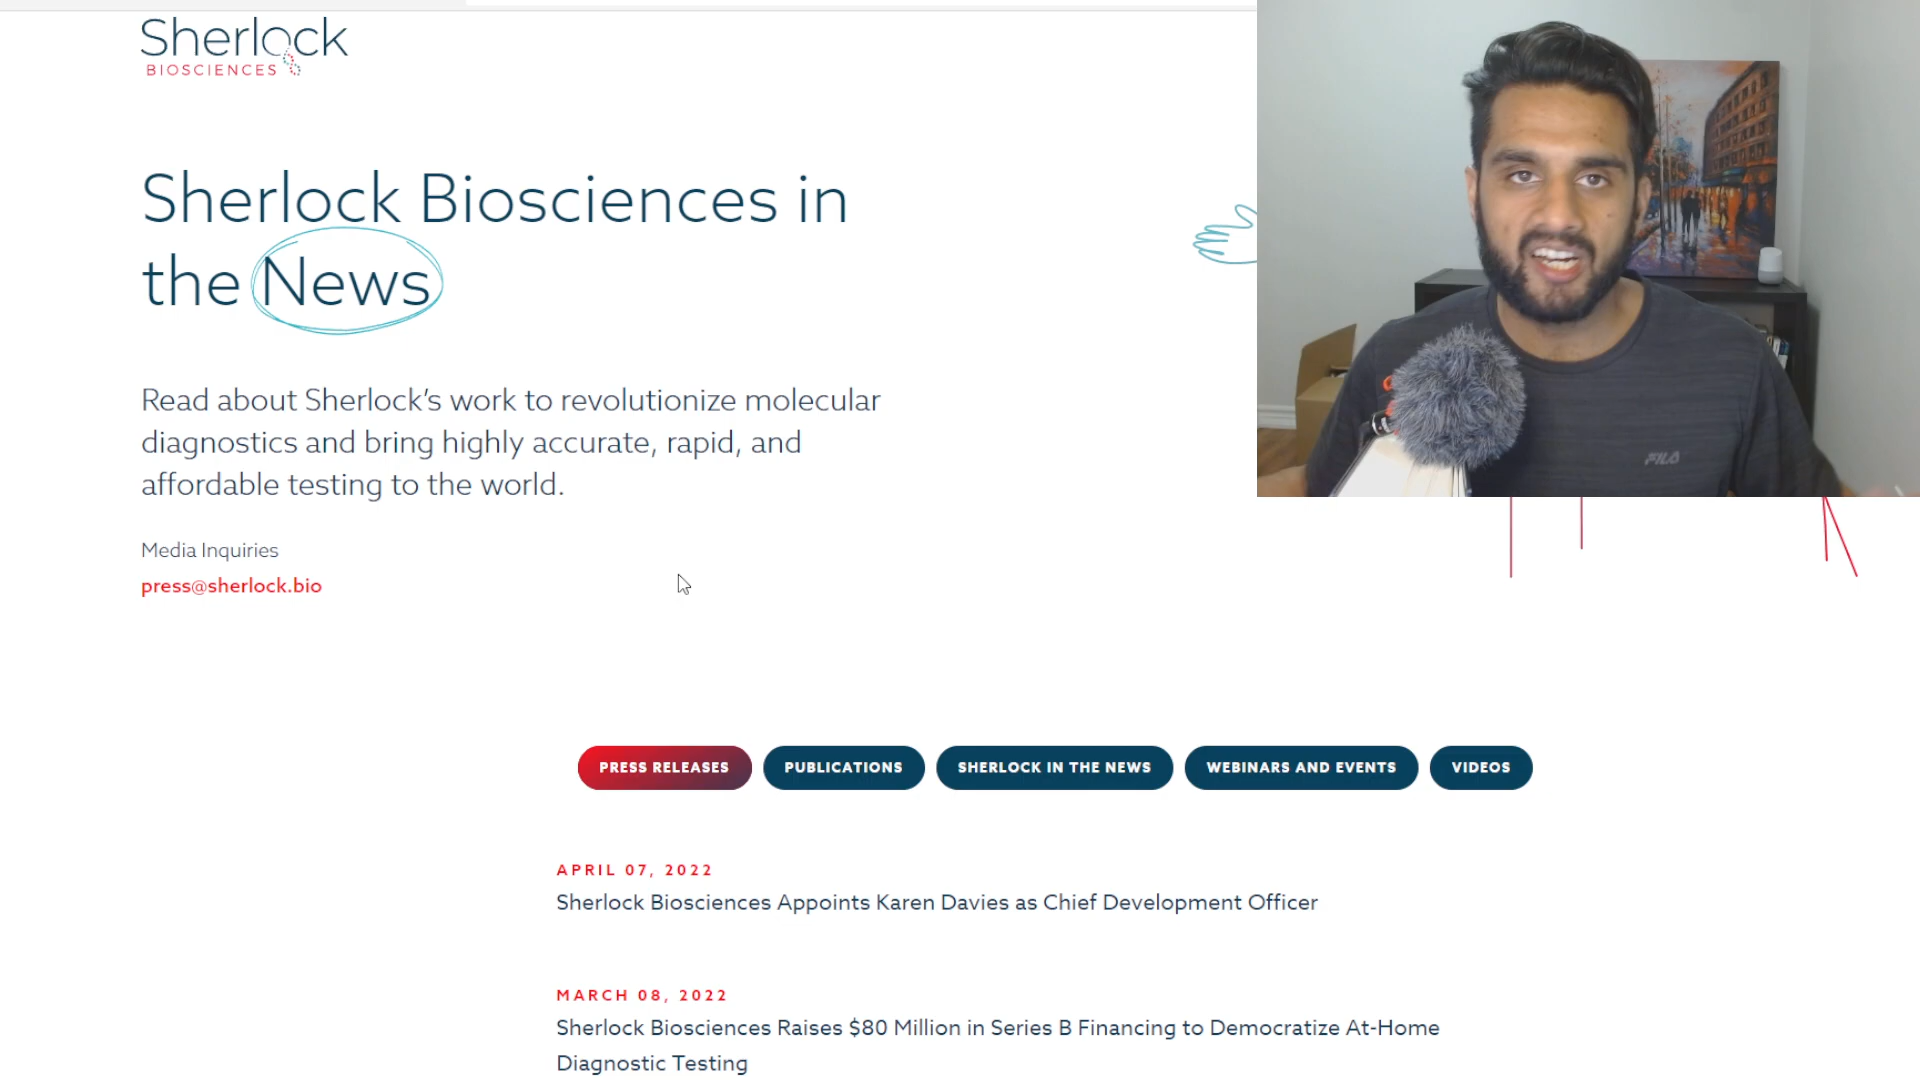 Sherlock
BIOSCIENCES
Sherlock Biosciences in
the News
Read about Sherlock's work to revolutionize molecular
diagnostics and bring highly accurate, rapid, and
affordable testing to the world.
Media Inquiries
press@sherlock.bio
FILA
PRESS RELEASES
PUBLICATIONS
SHERLOCK IN THE NEWS
WEBINARS AND EVENTS
VIDEOS
APRIL 07, 2022
Sherlock Biosciences Appoints Karen Davies as Chief Development Officer
MARCH 08, 2022
Sherlock Biosciences Raises $80 Million in Series B Financing to Democratize At-Home
Diagnostic Testing